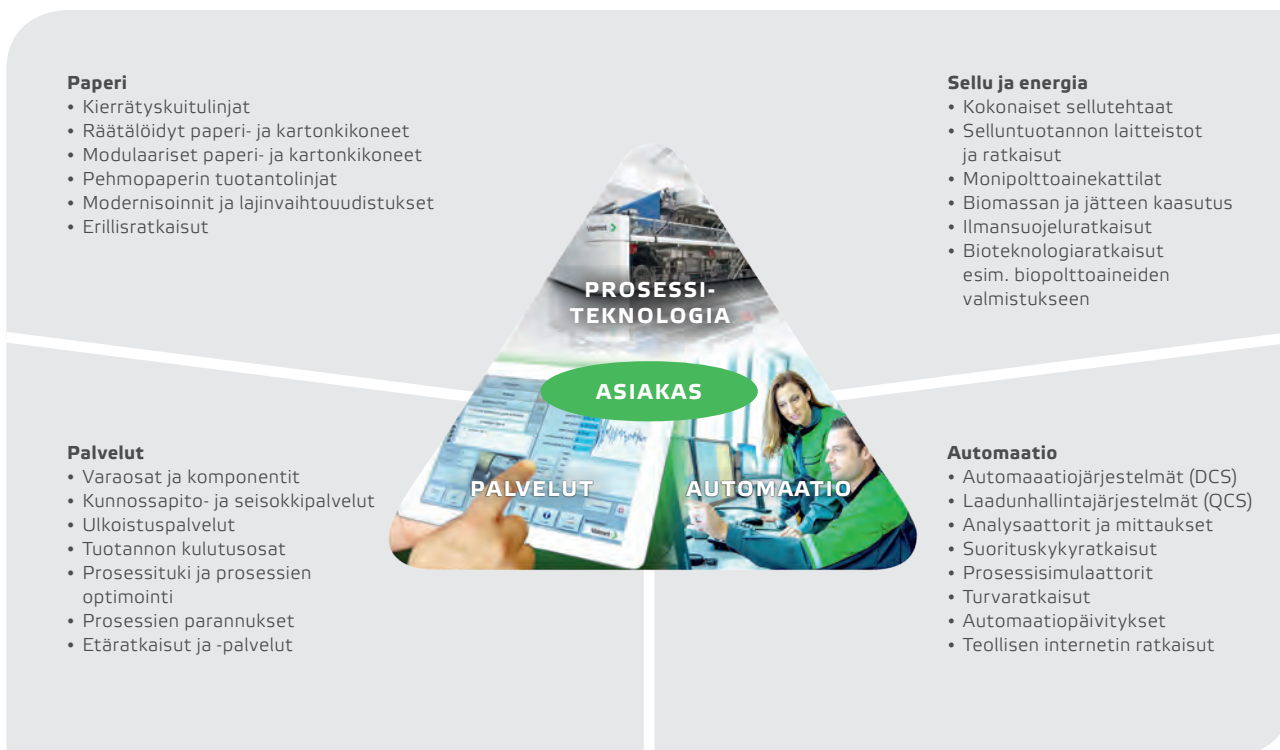 Paperi
• Kierrätyskuitulinjat
• Räätälöidyt paperi- ja kartonkikoneet
• Modulaariset paperi- ja kartonkikoneet
• Pehmopaperin tuotantolinjat
• Modernisoinnit ja lajinvaihtouudistukset
• Erillisratkaisut
Sellu ja energia
• Kokonaiset sellutehtaat
• Selluntuotannon laitteistot
ja ratkaisut
• Monipolttoainekattilat
• Biomassan ja jätteen kaasutus
• Ilmansuojeluratkaisut
• Bioteknologiaratkaisut
esim. biopolttoaineiden
valmistukseen
Valmet
PROSESSI-
TEKNOLOGIA
ASIAKAS
PALVELUT
AUTOMAATIO
Valmet
Palvelut
• Varaosat ja komponentit
• Kunnossapito- ja seisokkipalvelut
• Ulkoistuspalvelut
• Tuotannon kulutusosat
• Prosessituki ja prosessien
optimointi
• Prosessien parannukset
• Etäratkaisut ja -palvelut
Automaatio
• Automaaatiojärjestelmät (DCS)
• Laadunhallintajärjestelmät (QCS)
• Analysaattorit ja mittaukset
• Suorituskykyratkaisut
• Prosessisimulaattorit
• Turvaratkaisut
• Automaatiopäivitykset
• Teollisen internetin ratkaisut